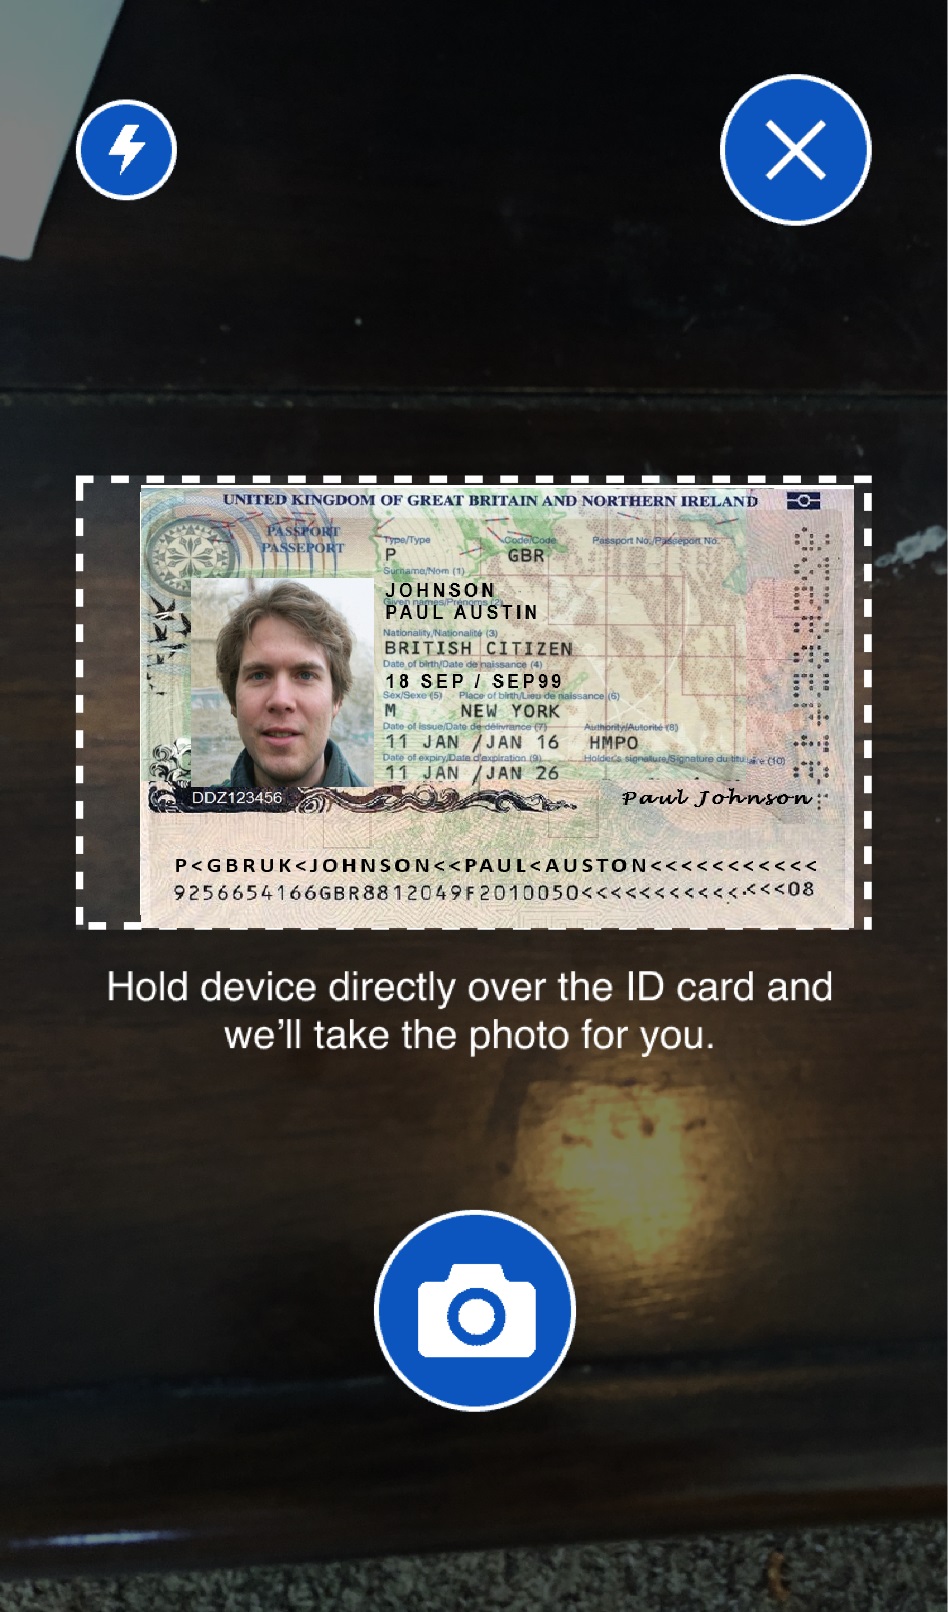 UNITED KINGDOM OF GREAT BRITAIN AND NORTHERN IRELAND
PASSPORT
PASSEPORT
Type/Type Code/Code Passport No./Passeport No.
P GBR
Surname/Nom (1)
JOHNSON
Given names/Prénoms (2)
PAUL AUSTIN
Nationality/Nationalité (3)
BRITISH CITIZEN
Date of birth/Date de naissance (4)
18 SEP / SEP99
Sex/Sexe (5) Place of birth/Lieu de naissance (6)
M NEW YORK
Date of issue/Date de délivrance (7) Authority/Autorité (8)
11 JAN /JAN 16 HMPO
Date of expiry/Date d'expiration (9) Holder's signature/Signature du titulaire (10)
11 JAN /JAN 26
DDZ123456
Paul Johnson
P<GBRUK<JOHNSON<<PAUL<AUSTON<<<<<<<<<<<
9256654166GBR8812049F2010050<<<<<<<<<<<<<<08
Hold device directly over the ID card and
we'll take the photo for you.